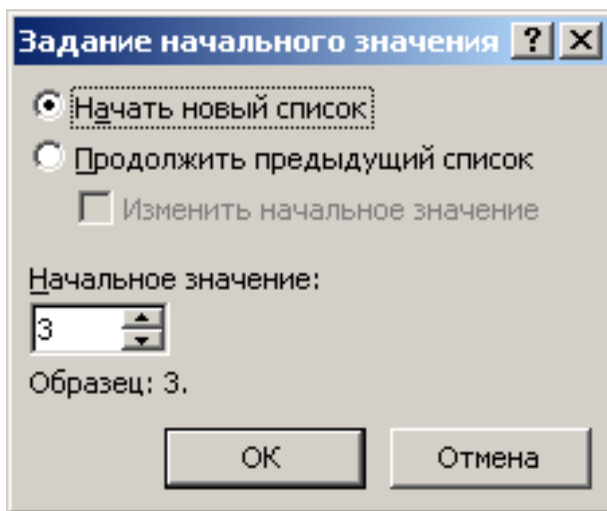 Задание начального значения ? X
Начать новый список
Продолжить предыдущий список
Изменить начальное значение
Начальное значение:
3
Образец: 3.
ОК Отмена